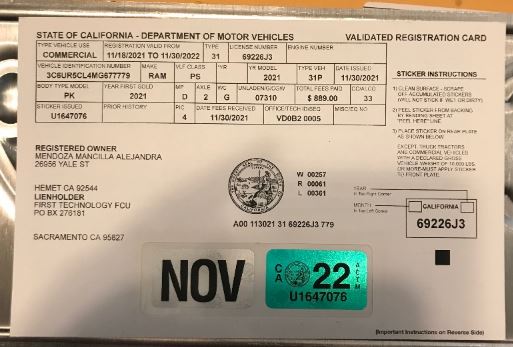 STATE OF CALIFORNIA - DEPARTMENT OF MOTOR VEHICLES VALIDATED REGISTRATION CARD
TYPE VEHICLE USE REGISTRATION VALID FROM TYPE LICENSE NUMBER ENGINE NUMBER
COMMERCIAL 11/18/2021 TO 11/30/2022 31 69226J3
VEHICLE IDENTIFICATION NUMBER MAKE VLF CLASS *YR YR MODEL TYPE VEH DATE ISSUED
3C6UR5CL4MG677779 RAM PS 2021 31P 11/30/2021
BODY TYPE MODEL YEAR FIRST SOLD MP AXLE WC UNLADEN/G/CGW TOTAL FEES PAID CO/ALCO
PK 2021 D 2 G 07310 $ 889.00 33
STICKER ISSUED PRIOR HISTORY PIC DATE FEES RECEIVED OFFICE/TECH ID/SEQ MISC/EQ NO
U1647076 4 11/30/2021 VD0B2 0005
STICKER INSTRUCTIONS
1) CLEAN SURFACE - SCRAPE
OFF ACCUMULATED STICKERS
(WILL NOT STICK IF WET OR DIRTY)
2) PEEL STICKER FROM BACKING
BY BENDING SHEET AT
"PEEL HERE" LINE
3) PLACE STICKER ON REAR PLATE
AS SHOWN BELOW
EXCEPT, TRUCK TRACTORS
AND COMMERCIAL VEHICLES
WITH A DECLARED GROSS
VEHICLE WEIGHT OF 10,000 LBS
OR MORE-MUST APPLY STICKER
TO FRONT PLATE.
REGISTERED OWNER
MENDOZA MANCILLA ALEJANDRA
26956 YALE ST
HEMET CA 92544
LIENHOLDER
FIRST TECHNOLOGY FCU
PO BOX 276181
SACRAMENTO CA 95827
W 00257
R 00061
L 00361
A00 113021 31 69226J3 779
YEAR
in Top Right Corner
MONTH
in Top Left Corner
CALIFORNIA
69226J3
NOV
CA 22
U1647076
(Important Instructions on Reverse Side)